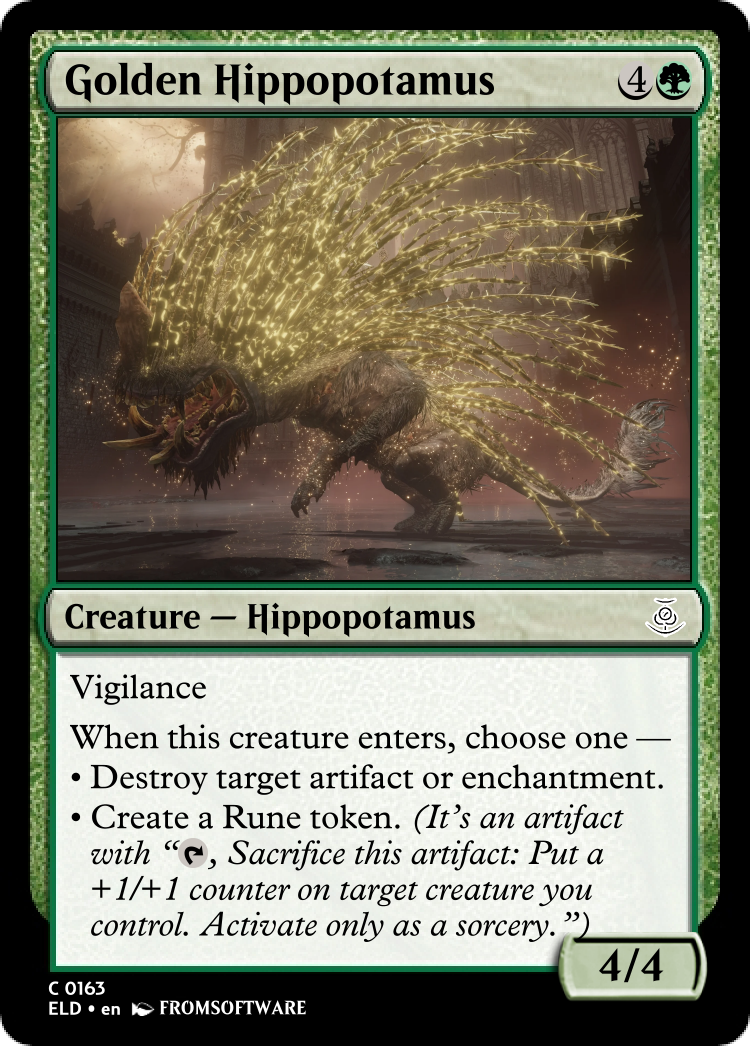 Golden Hippopotamus 4
Creature — Hippopotamus
Vigilance
When this creature enters, choose one —
• Destroy target artifact or enchantment.
• Create a Rune token. (It's an artifact
with “, Sacrifice this artifact: Put a
+1/+1 counter on target creature you
control. Activate only as a sorcery.”)
4/4
C 0163
ELD • en FROMSOFTWARE